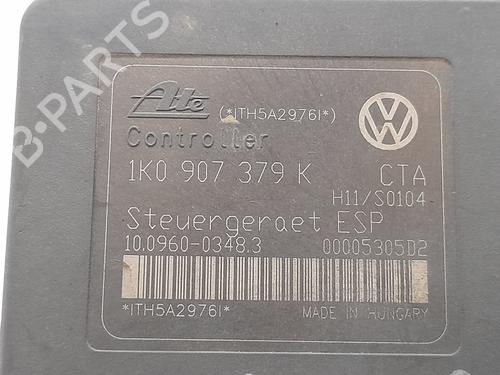 Ate (*ITH5A2976I*)
Controller
1K0 907 379 K CTA
H11/S0104
Steuergeraet ESP
10.0960-0348.3 00005305D2
*ITH5A2976I* MADE IN HUNGARY
B-PARTS